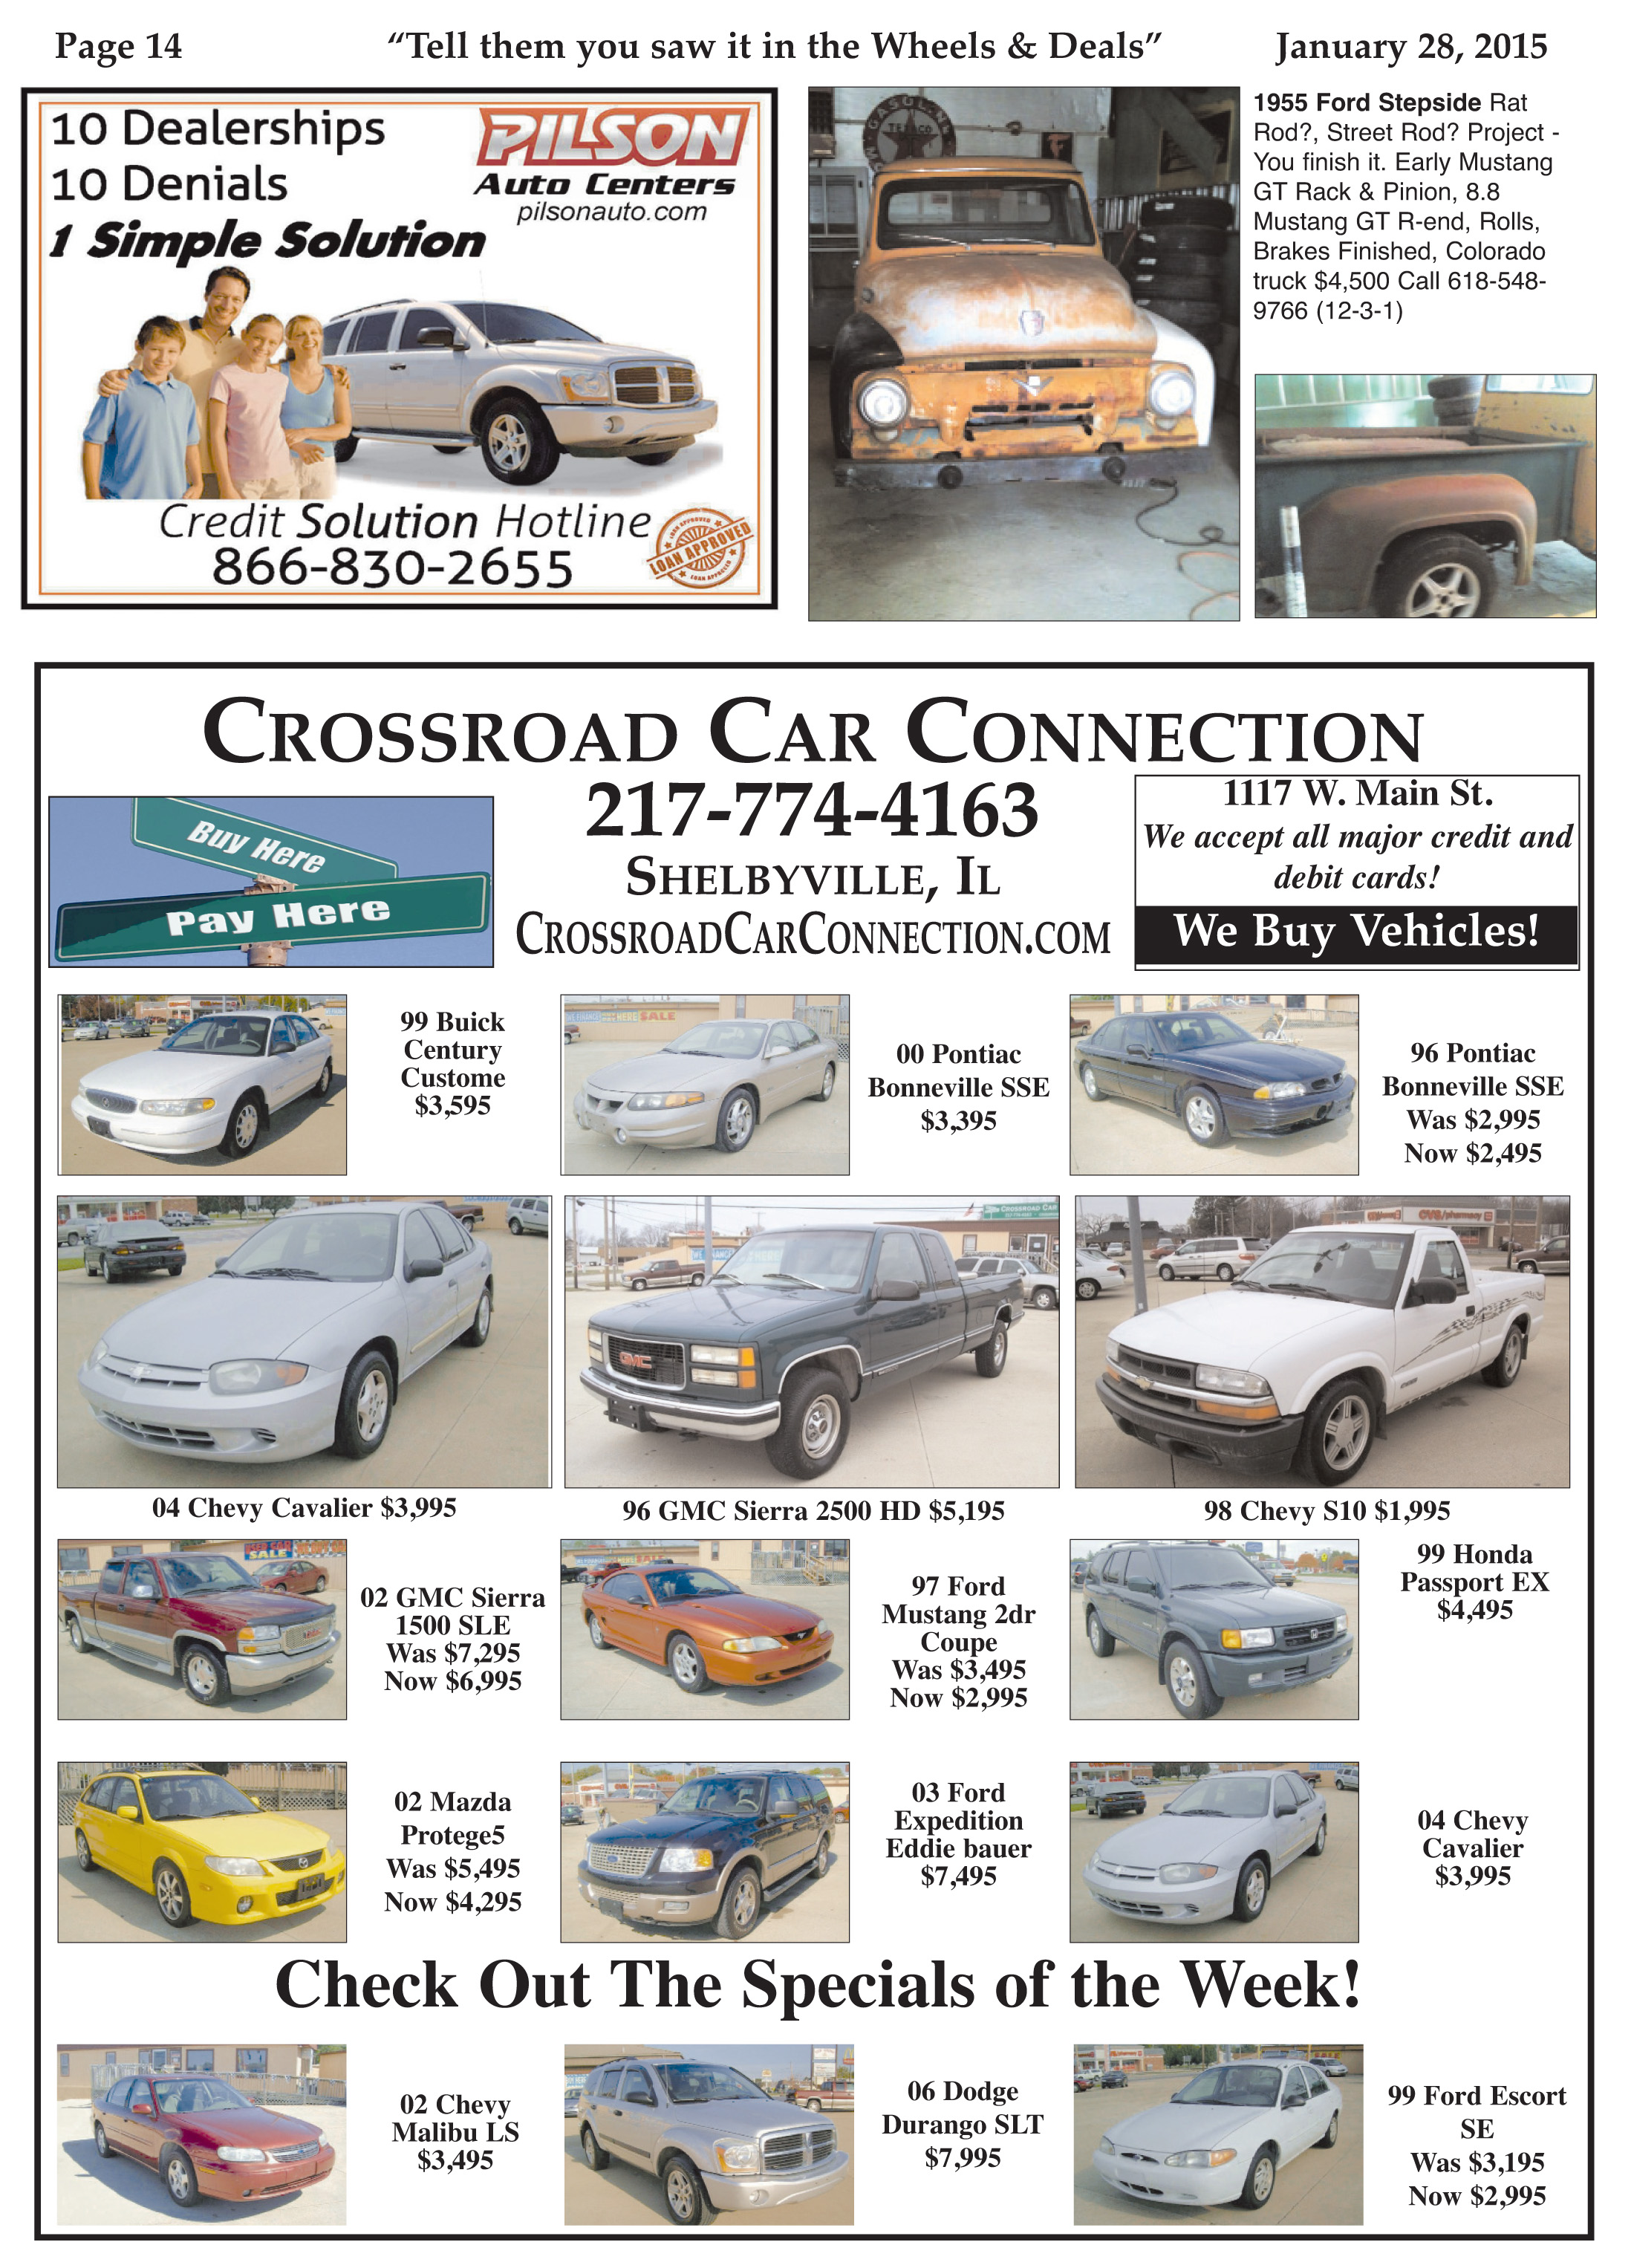 Page 14
“Tell them you saw it in the Wheels & Deals”
January 28, 2015
10 Dealerships
10 Denials
1 Simple Solution
PILSON
Auto Centers
pilsonauto.com
Credit Solution Hotline
866-830-2655
LOAN APPROVED
LOAN APPROVED
LOAN APPROVED
GASOLINE
TEXACO
1955 Ford Stepside Rat
Rod?, Street Rod? Project -
You finish it. Early Mustang
GT Rack & Pinion, 8.8
Mustang GT R-end, Rolls,
Brakes Finished, Colorado
truck $4,500 Call 618-548-
9766 (12-3-1)
CROSSROAD CAR CONNECTION
217-774-4163
SHELBYVILLE, IL
CROSSROADCARCONNECTION.COM
Buy Here
Pay Here
1117 W. Main St.
We accept all major credit and
debit cards!
We Buy Vehicles!
99 Buick
Century
Custome
$3,595
00 Pontiac
Bonneville SSE
$3,395
96 Pontiac
Bonneville SSE
Was $2,995
Now $2,495
GMC
CROSSROAD CAR
CVS/pharmacy
04 Chevy Cavalier $3,995
96 GMC Sierra 2500 HD $5,195
98 Chevy S10 $1,995
02 GMC Sierra
1500 SLE
Was $7,295
Now $6,995
97 Ford
Mustang 2dr
Coupe
Was $3,495
Now $2,995
99 Honda
Passport EX
$4,495
02 Mazda
Protege5
Was $5,495
Now $4,295
03 Ford
Expedition
Eddie bauer
$7,495
04 Chevy
Cavalier
$3,995
Check Out The Specials of the Week!
02 Chevy
Malibu LS
$3,495
06 Dodge
Durango SLT
$7,995
99 Ford Escort
SE
Was $3,195
Now $2,995